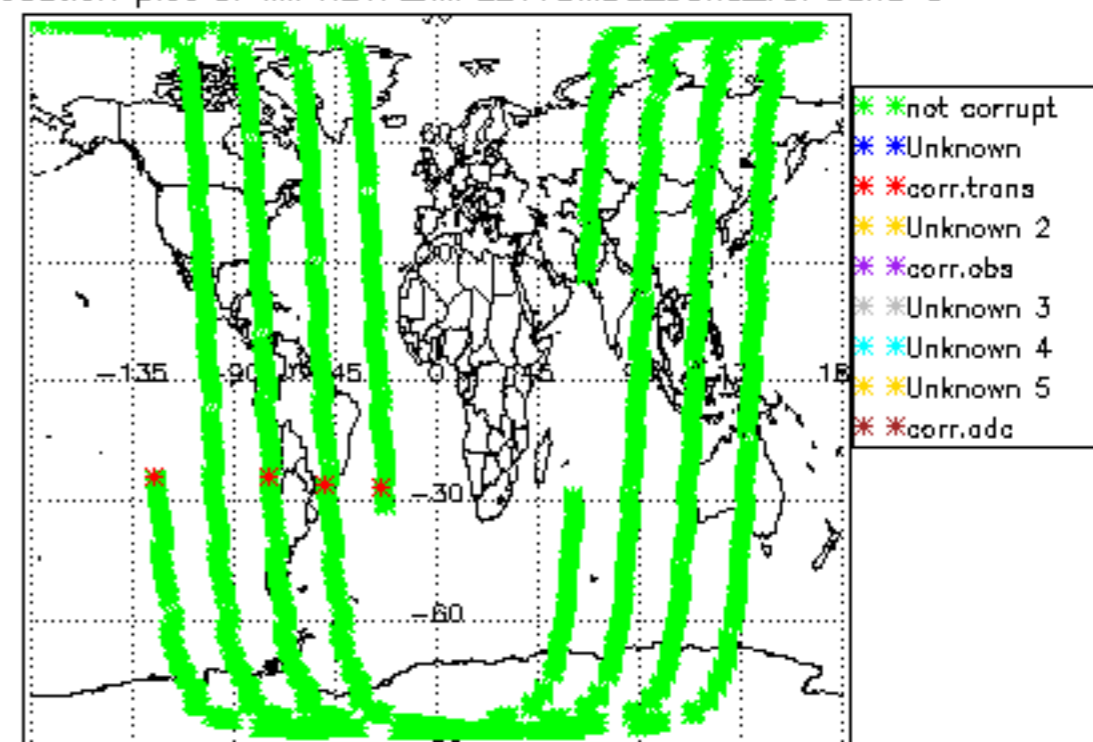 not corrupt
Unknown
corr.trans
Unknown 2
corr.obs
Unknown 3
Unknown 4
Unknown 5
corr.adc
60
-135 -90 -45 0 45
-30
-60